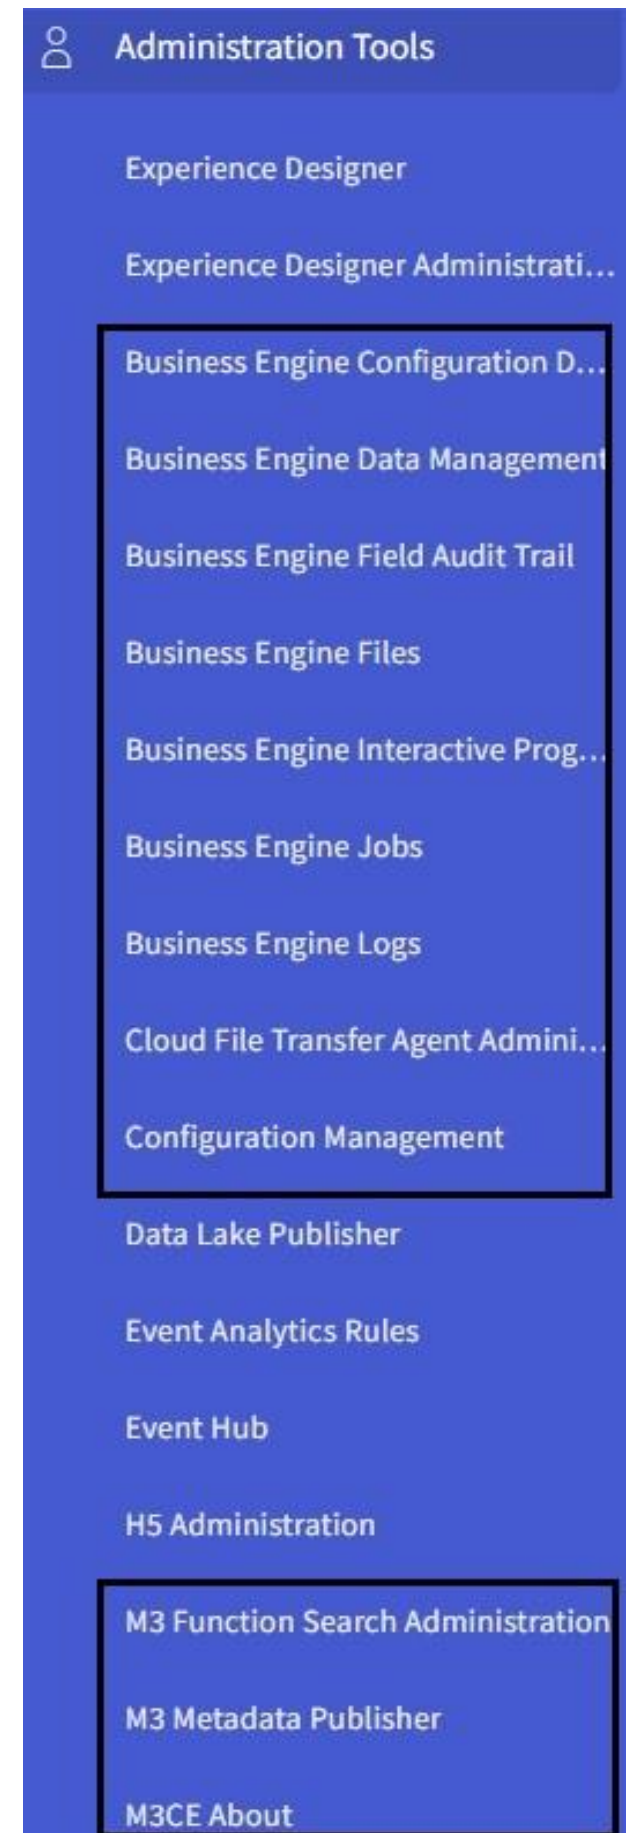 Administration Tools
Experience Designer
Experience Designer Administrati...
Business Engine Configuration D...
Business Engine Data Management
Business Engine Field Audit Trail
Business Engine Files
Business Engine Interactive Prog...
Business Engine Jobs
Business Engine Logs
Cloud File Transfer Agent Admini...
Configuration Management
Data Lake Publisher
Event Analytics Rules
Event Hub
H5 Administration
M3 Function Search Administration
M3 Metadata Publisher
M3CE About